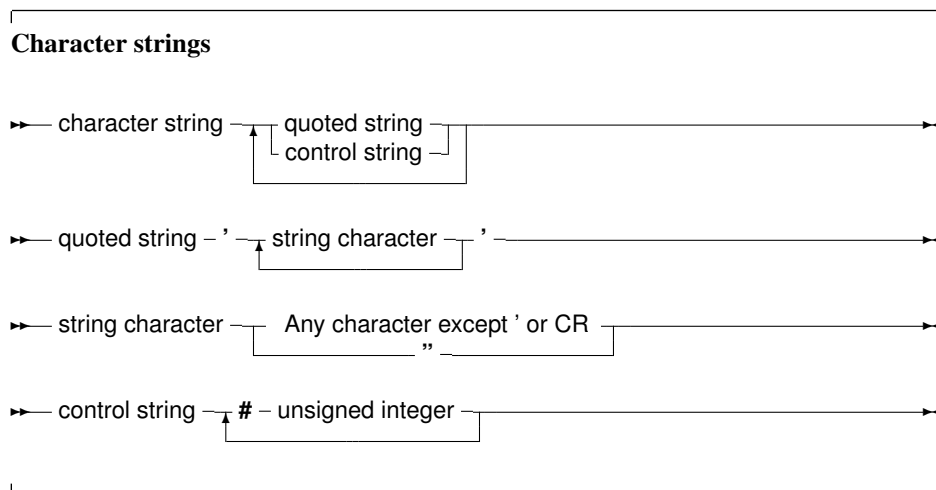 Character strings
character string quoted string
control string
quoted string ’ string character ’
string character Any character except ’ or CR
”
control string # unsigned integer